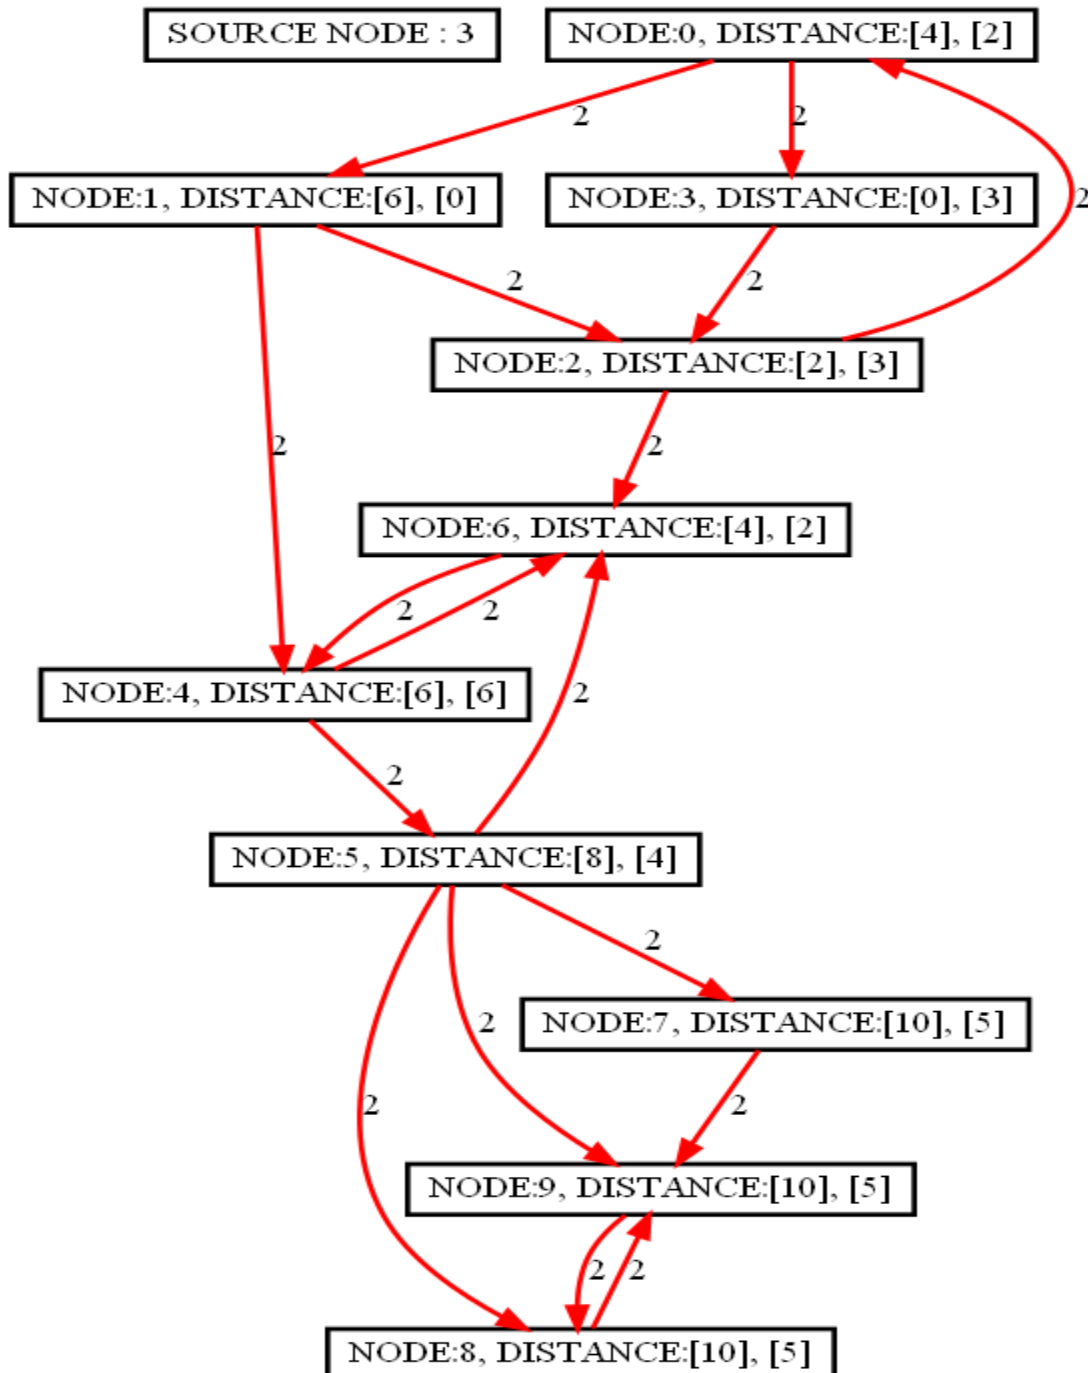 SOURCE NODE : 3
NODE:0, DISTANCE:[4], [2]
2
2
NODE:1, DISTANCE:[6], [0]
NODE:3, DISTANCE:[0], [3]
2
2
2
NODE:2, DISTANCE:[2], [3]
2
2
NODE:6, DISTANCE:[4], [2]
2
2
NODE:4, DISTANCE:[6], [6]
2
2
NODE:5, DISTANCE:[8], [4]
2
2
NODE:7, DISTANCE:[10], [5]
2
2
NODE:9, DISTANCE:[10], [5]
2
2
NODE:8, DISTANCE:[10], [5]